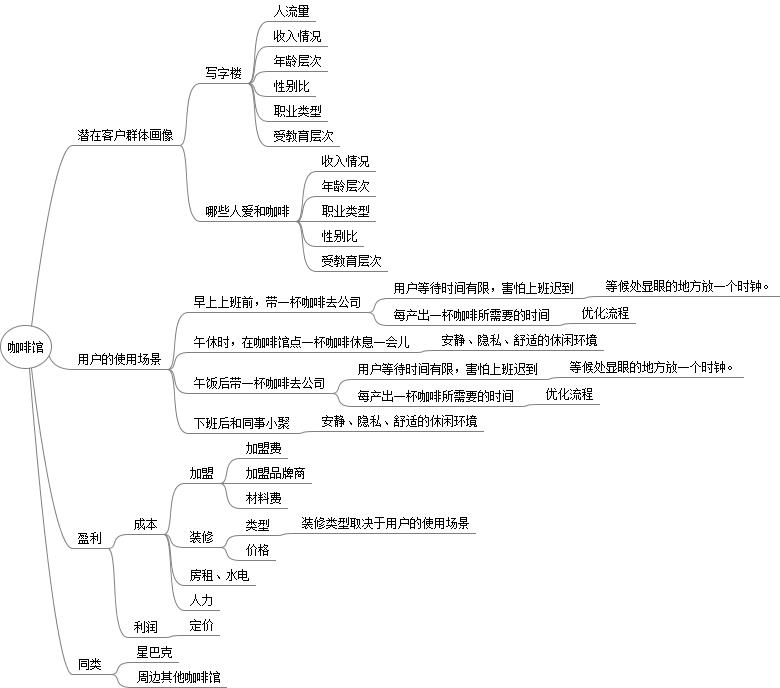 咖啡馆
潜在客户群体画像
写字楼
人流量
收入情况
年龄层次
性别比
职业类型
受教育层次
哪些人爱和咖啡
收入情况
年龄层次
职业类型
性别比
受教育层次
用户的使用场景
早上上班前，带一杯咖啡去公司
用户等待时间有限，害怕上班迟到
等候处显眼的地方放一个时钟。
每产出一杯咖啡所需要的时间
优化流程
午休时，在咖啡馆点一杯咖啡休息一会儿
安静、隐私、舒适的休闲环境
午饭后带一杯咖啡去公司
用户等待时间有限，害怕上班迟到
等候处显眼的地方放一个时钟。
每产出一杯咖啡所需要的时间
优化流程
下班后和同事小聚
安静、隐私、舒适的休闲环境
盈利
成本
加盟
加盟费
加盟品牌商
材料费
装修
类型
装修类型取决于用户的使用场景
价格
房租、水电
人力
利润
定价
同类
星巴克
周边其他咖啡馆